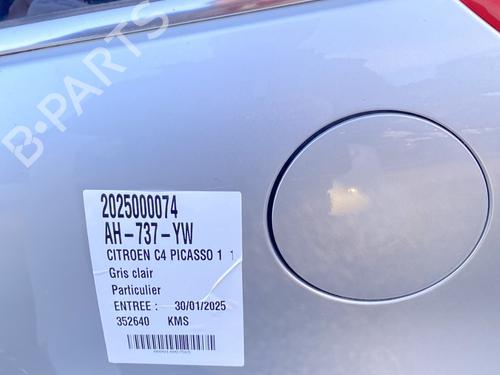 B-PARTS
2025000074
AH-737-YW
CITROEN C4 PICASSO 1 1
Gris clair
Particulier
ENTREE : 30/01/2025
352640 KMS